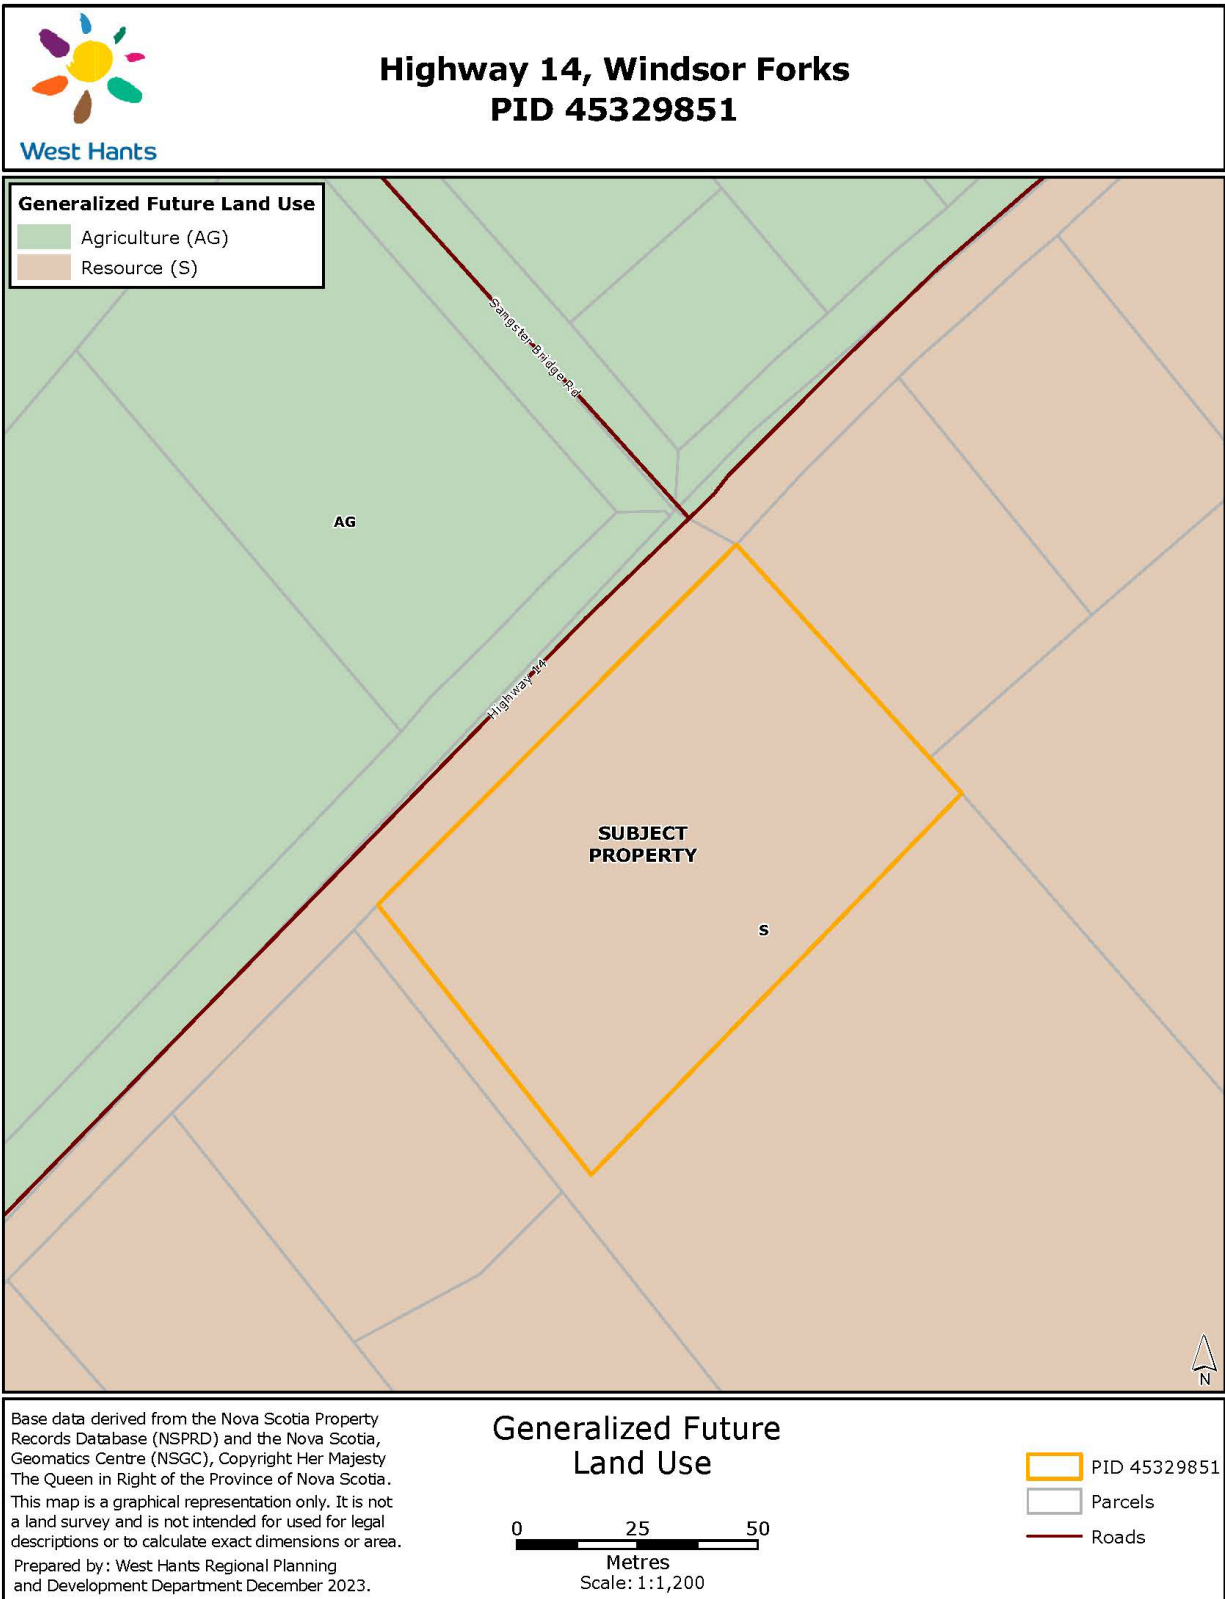 West Hants
Highway 14, Windsor Forks
PID 45329851
Generalized Future Land Use
Agriculture (AG)
Resource (S)
Sangster Bridge Rd
AG
Highway 14
SUBJECT
PROPERTY
S
N
Base data derived from the Nova Scotia Property
Records Database (NSPRD) and the Nova Scotia,
Geomatics Centre (NSGC), Copyright Her Majesty
The Queen in Right of the Province of Nova Scotia.
This map is a graphical representation only. It is not
a land survey and is not intended for used for legal
descriptions or to calculate exact dimensions or area.
Prepared by: West Hants Regional Planning
and Development Department December 2023.
Generalized Future
Land Use
0 25 50
Metres
Scale: 1:1,200
PID 45329851
Parcels
Roads